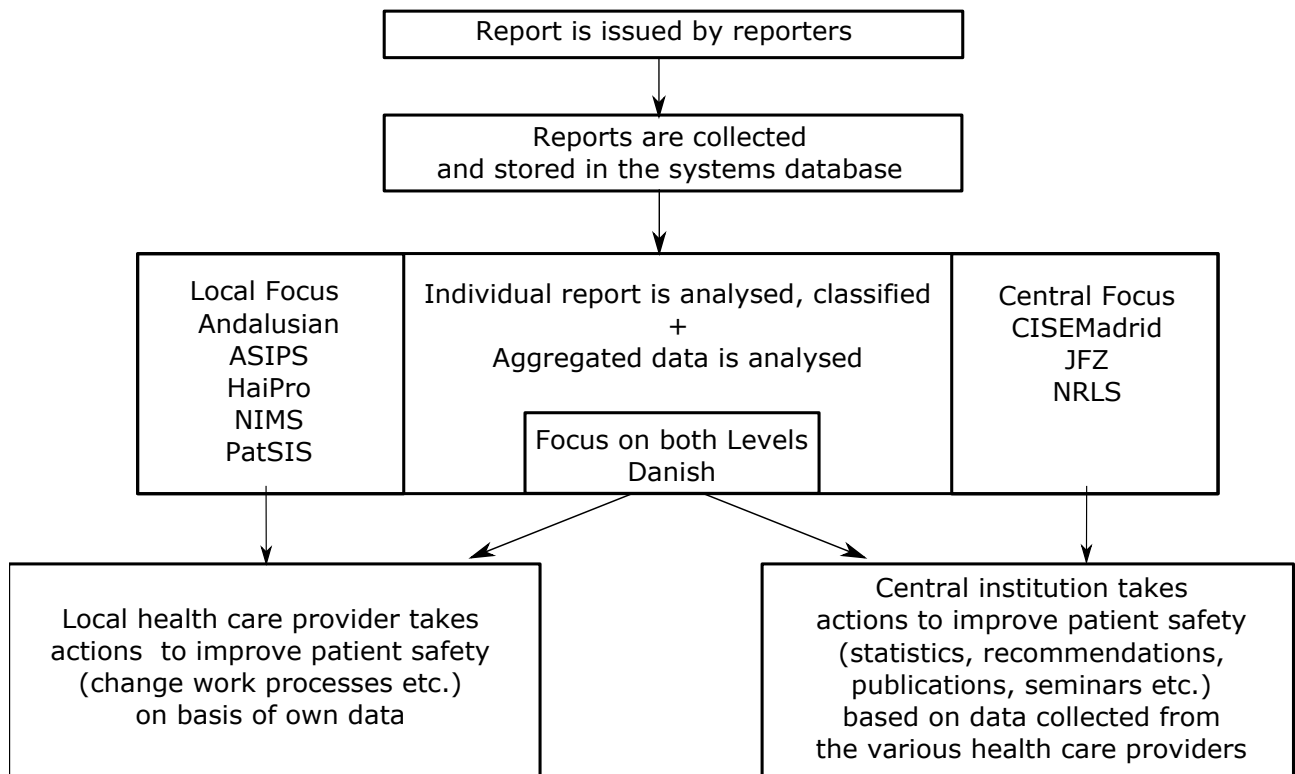 Report is issued by reporters
Reports are collected
and stored in the systems database
Local Focus
Andalusian
ASIPS
HaiPro
NIMS
PatSIS
Individual report is analysed, classified
+
Aggregated data is analysed
Focus on both Levels
Danish
Central Focus
CISEMadrid
JFZ
NRLS
Local health care provider takes
actions to improve patient safety
(change work processes etc.)
on basis of own data
Central institution takes
actions to improve patient safety
(statistics, recommendations,
publications, seminars etc.)
based on data collected from
the various health care providers